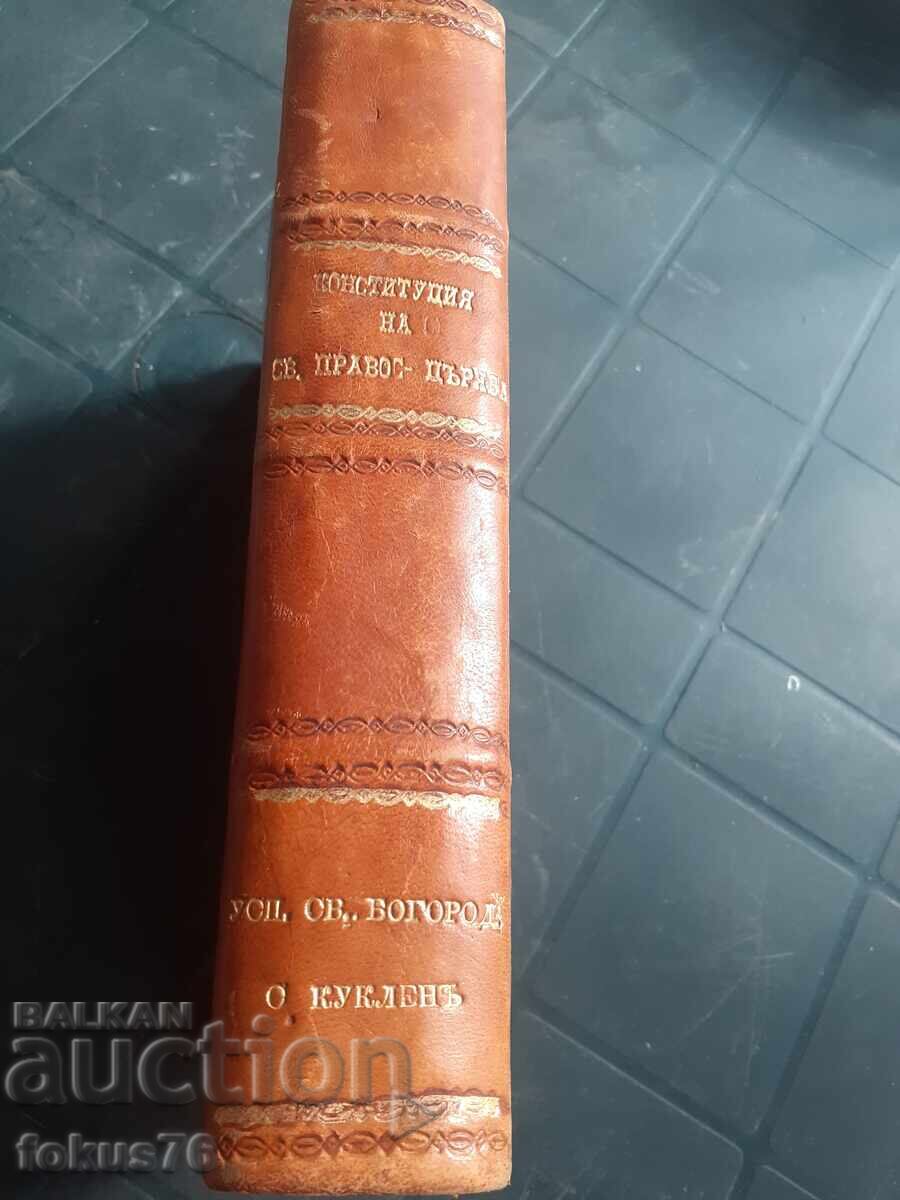 КОНСТИТУЦИЯ
НА
СВ. ПРАВОС- ЦЪРКВА
УСП. СВ. БОГОРОД.
С. КУКЛЕНЪ
BALKAN
auction
fokus76